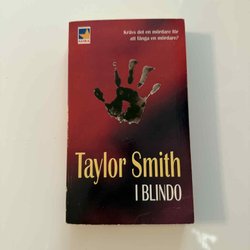 Krävs det en mördare för
att fånga en mördare?
Taylor Smith
I BLINDO